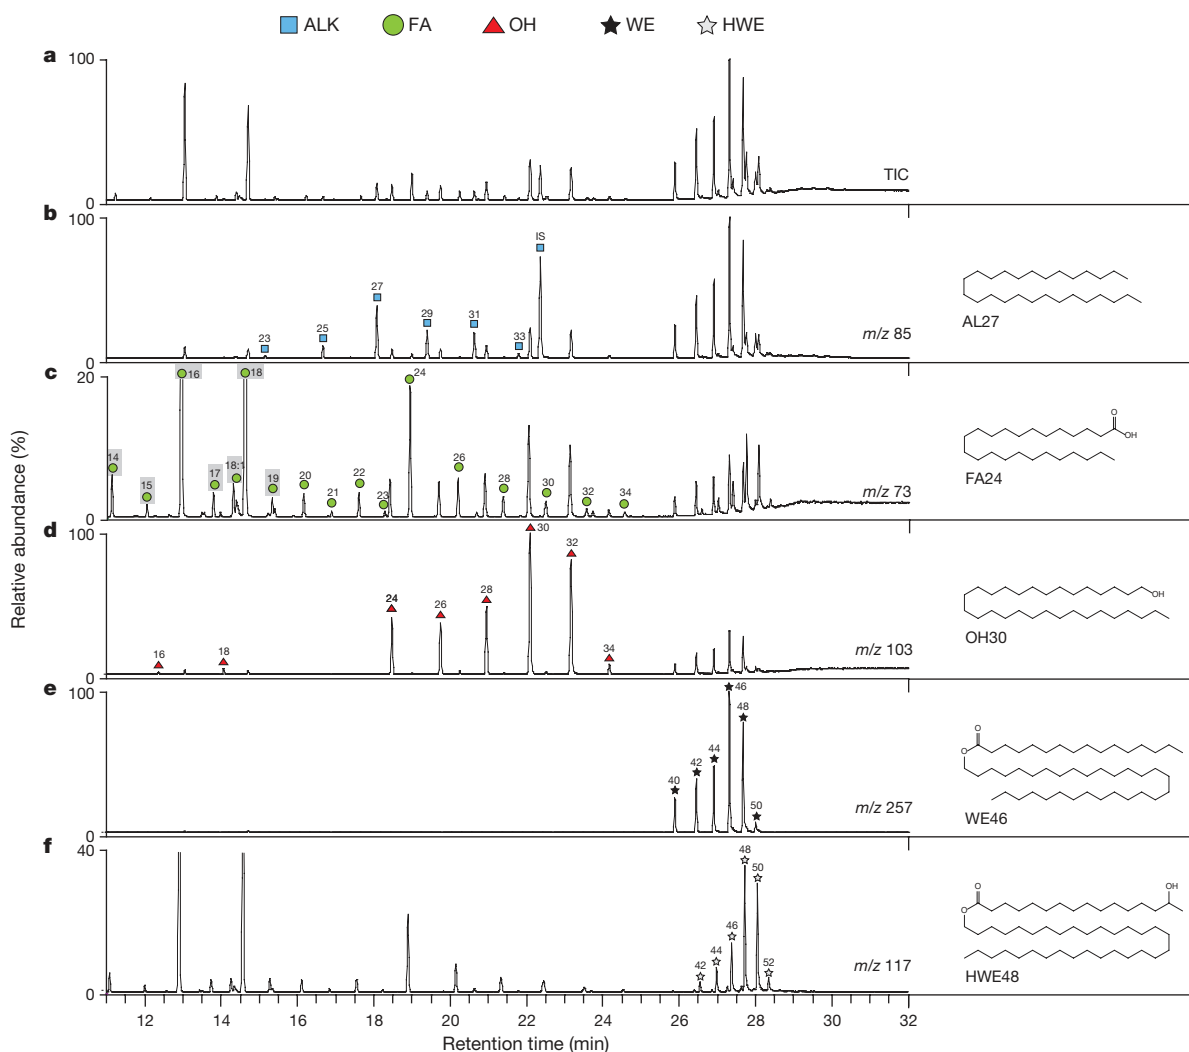 ALK FA OH WE HWE
a
100
0
TIC
b
100
0
23 25 27 29 31 33 IS
m/z 85
AL27
c
20
0
14 15 16 17 18:1 18 19 20 21 22 23 24 26 28 30 32 34
m/z 73
O
OH
FA24
d
100
0
16 18 24 26 28 30 32 34
m/z 103
OH
OH30
e
100
0
40 42 44 46 48 50
m/z 257
O
O
WE46
f
40
0
42 44 46 48 50 52
m/z 117
O
OH
O
HWE48
Relative abundance (%)
12 14 16 18 20 22 24 26 28 30 32
Retention time (min)